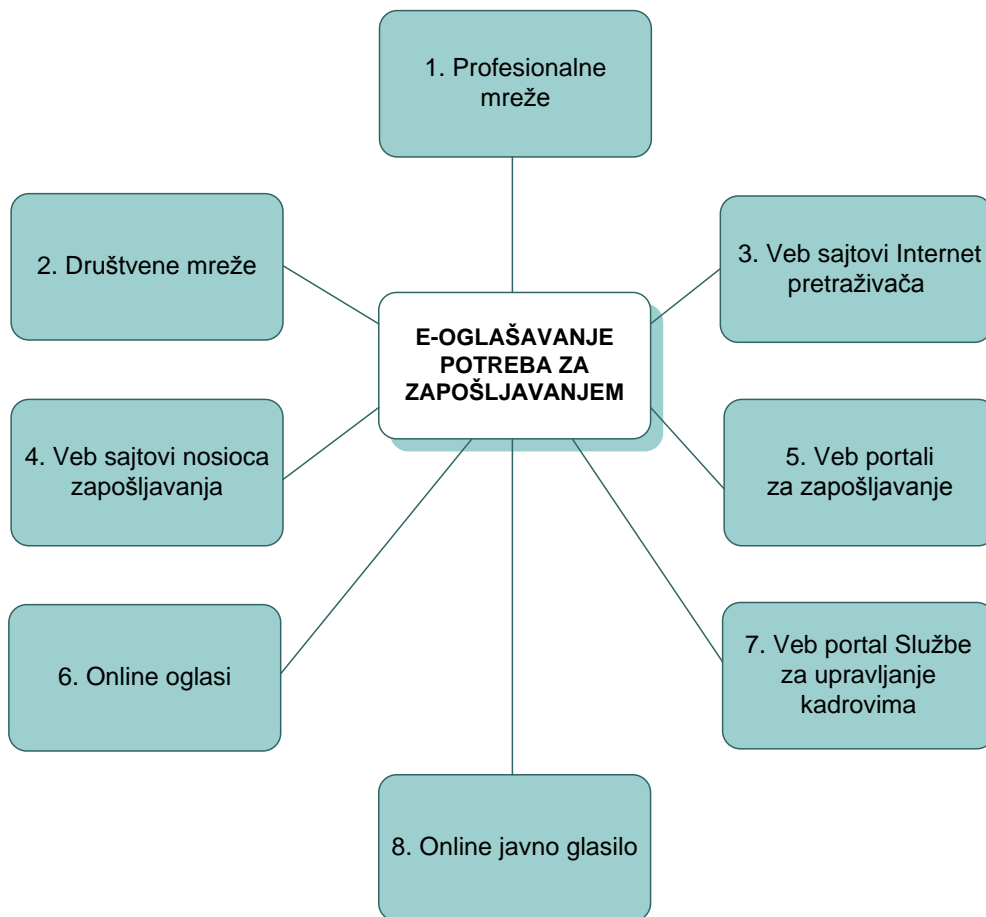 1. Profesionalne
mreže
2. Društvene mreže
3. Veb sajtovi Internet
pretraživača
E-OGLAŠAVANJE
POTREBA ZA
ZAPOŠLJAVANJEM
4. Veb sajtovi nosioca
zapošljavanja
5. Veb portali
za zapošljavanje
6. Online oglasi
7. Veb portal Službe
za upravljanje
kadrovima
8. Online javno glasilo